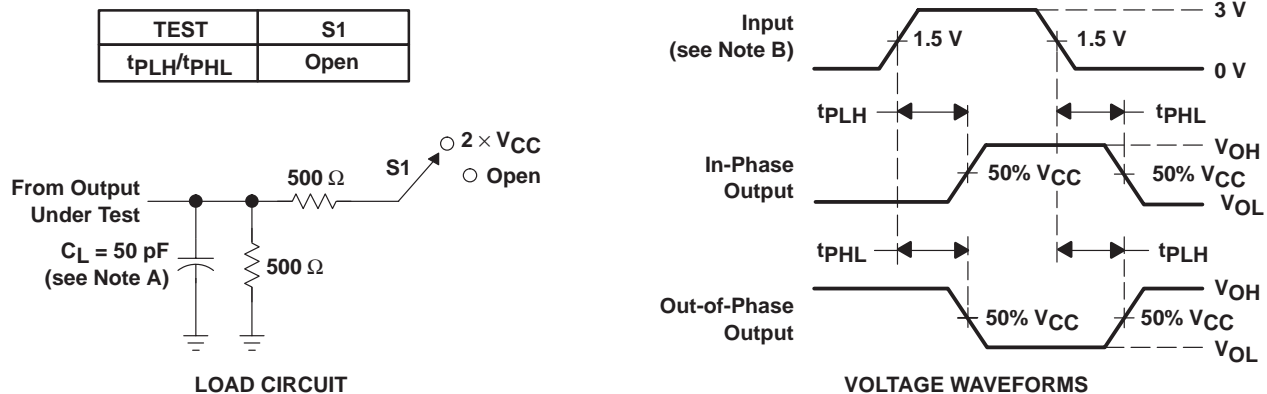 TEST S1
tPLH/tPHL Open
S1
2 × VCC
Open
500 Ω
From Output
Under Test
CL = 50 pF
(see Note A)
500 Ω
LOAD CIRCUIT
Input
(see Note B)
1.5 V
1.5 V
3 V
0 V
tPLH
tPHL
In-Phase
Output
50% VCC
50% VCC
VOH
VOL
tPHL
tPLH
Out-of-Phase
Output
50% VCC
50% VCC
VOH
VOL
VOLTAGE WAVEFORMS